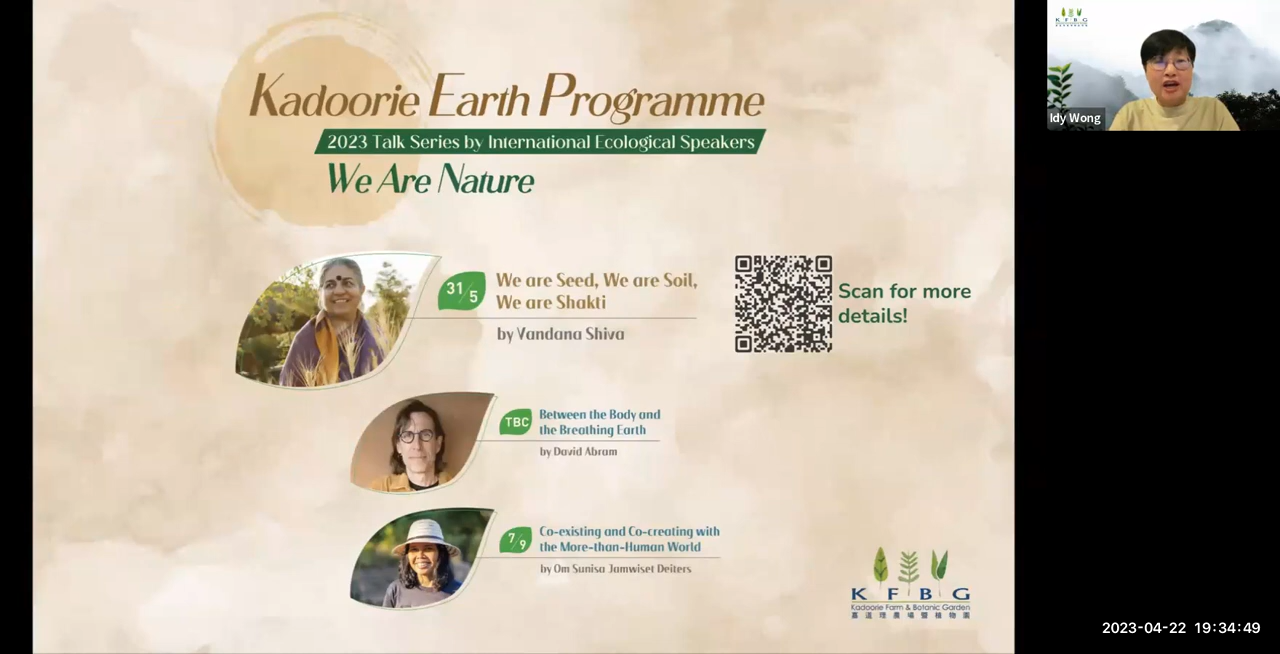 Kadoorie Earth Programme
2023 Talk Series by International Ecological Speakers
We Are Nature
31/5
We are Seed, We are Soil,
We are Shakti
by Vandana Shiva
Scan for more
details!
TBC
Between the Body and
the Breathing Earth
by David Abram
7/9
Co-existing and Co-creating with
the More-than-Human World
by Om Sunisa Jamwiset Deiters
K F B G
Kadoorie Farm & Botanic Garden
嘉道理農場暨植物園
K F B G
Idy Wong
2023-04-22 19:34:49